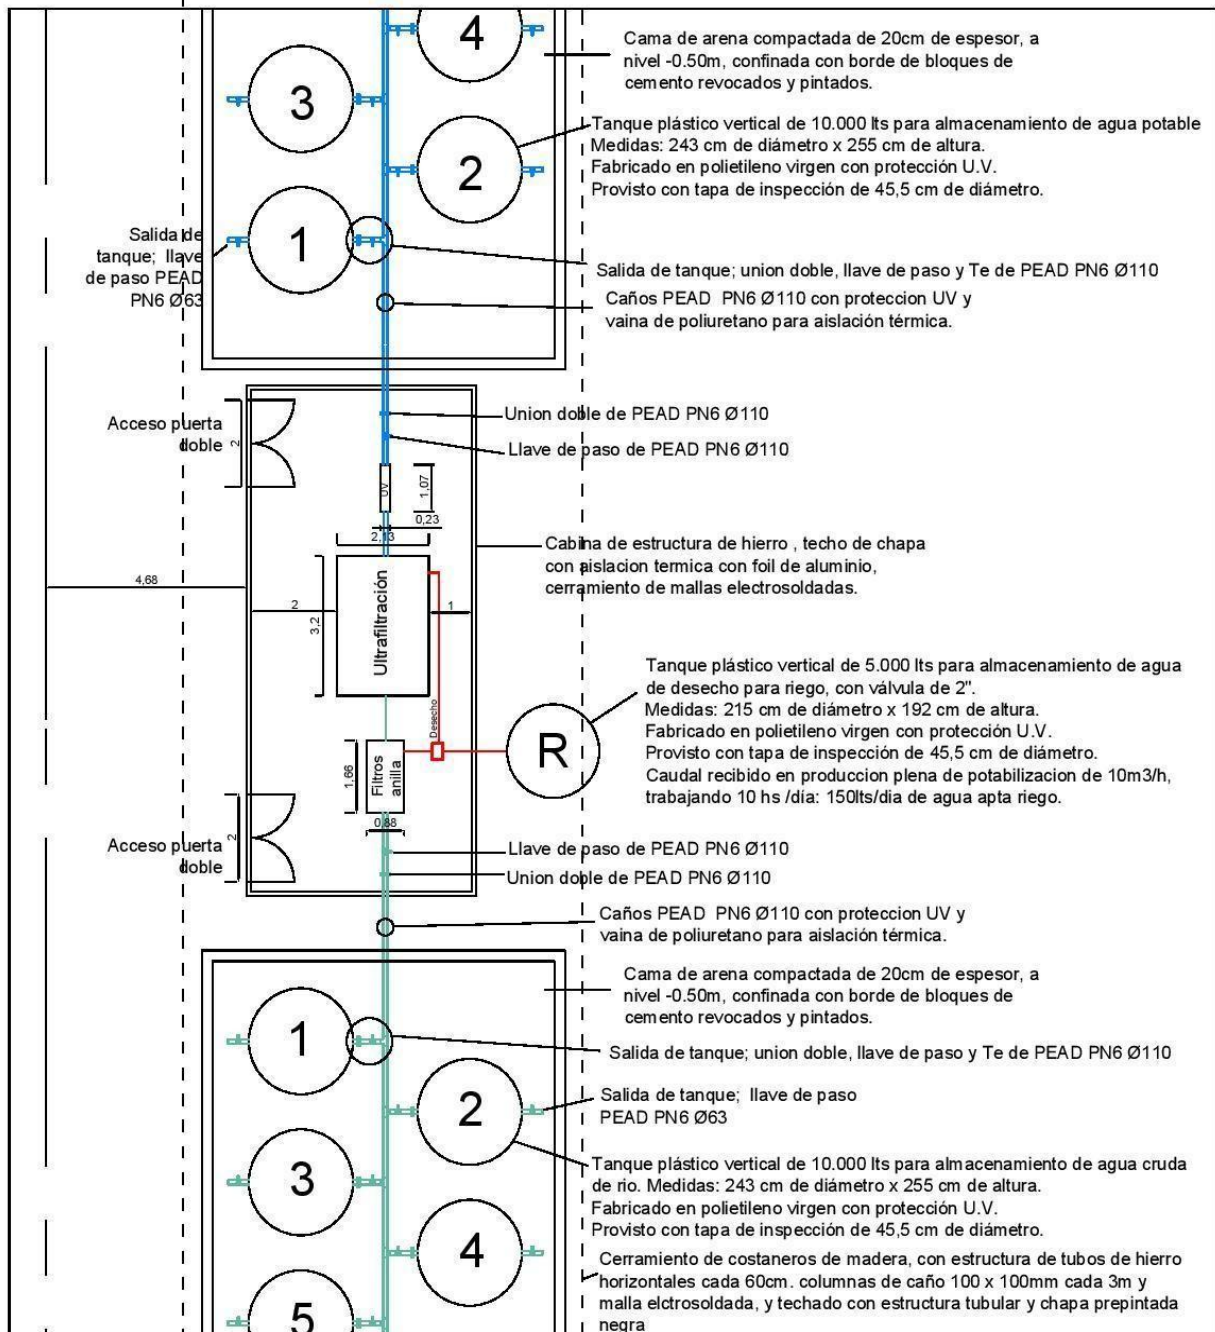 4
Cama de arena compactada de 20cm de espesor, a
nivel -0.50m, confinada con borde de bloques de
cemento revocados y pintados.
3
Tanque plástico vertical de 10.000 lts para almacenamiento de agua potable
Medidas: 243 cm de diámetro x 255 cm de altura.
Fabricado en polietileno virgen con protección U.V.
Provisto con tapa de inspección de 45,5 cm de diámetro.
2
1
Salida de
tanque; llave
de paso PEAD
PN6 Ø63
Salida de tanque; union doble, llave de paso y Te de PEAD PN6 Ø110
Caños PEAD PN6 Ø110 con proteccion UV y
vaina de poliuretano para aislación térmica.
Acceso puerta
doble
2
Union doble de PEAD PN6 Ø110
Llave de paso de PEAD PN6 Ø110
UV
1,07
0,23
2,13
Cabina de estructura de hierro , techo de chapa
con aislacion termica con foil de aluminio,
cerramiento de mallas electrosoldadas.
4,68
2
3,2
Ultrafiltración
1
Tanque plástico vertical de 5.000 lts para almacenamiento de agua
de desecho para riego, con válvula de 2".
Medidas: 215 cm de diámetro x 192 cm de altura.
Fabricado en polietileno virgen con protección U.V.
Provisto con tapa de inspección de 45,5 cm de diámetro.
Caudal recibido en produccion plena de potabilizacion de 10m3/h,
trabajando 10 hs /día: 150lts/dia de agua apta riego.
Desecho
R
1,66
Filtros
anilla
0,88
Acceso puerta
doble
2
Llave de paso de PEAD PN6 Ø110
Union doble de PEAD PN6 Ø110
Caños PEAD PN6 Ø110 con proteccion UV y
vaina de poliuretano para aislación térmica.
Cama de arena compactada de 20cm de espesor, a
nivel -0.50m, confinada con borde de bloques de
cemento revocados y pintados.
1
Salida de tanque; union doble, llave de paso y Te de PEAD PN6 Ø110
2
Salida de tanque; llave de paso
PEAD PN6 Ø63
3
Tanque plástico vertical de 10.000 lts para almacenamiento de agua cruda
de rio. Medidas: 243 cm de diámetro x 255 cm de altura.
Fabricado en polietileno virgen con protección U.V.
Provisto con tapa de inspección de 45,5 cm de diámetro.
4
Cerramiento de costaneros de madera, con estructura de tubos de hierro
horizontales cada 60cm. columnas de caño 100 x 100mm cada 3m y
malla elctrosoldada, y techado con estructura tubular y chapa prepintada
negra
5